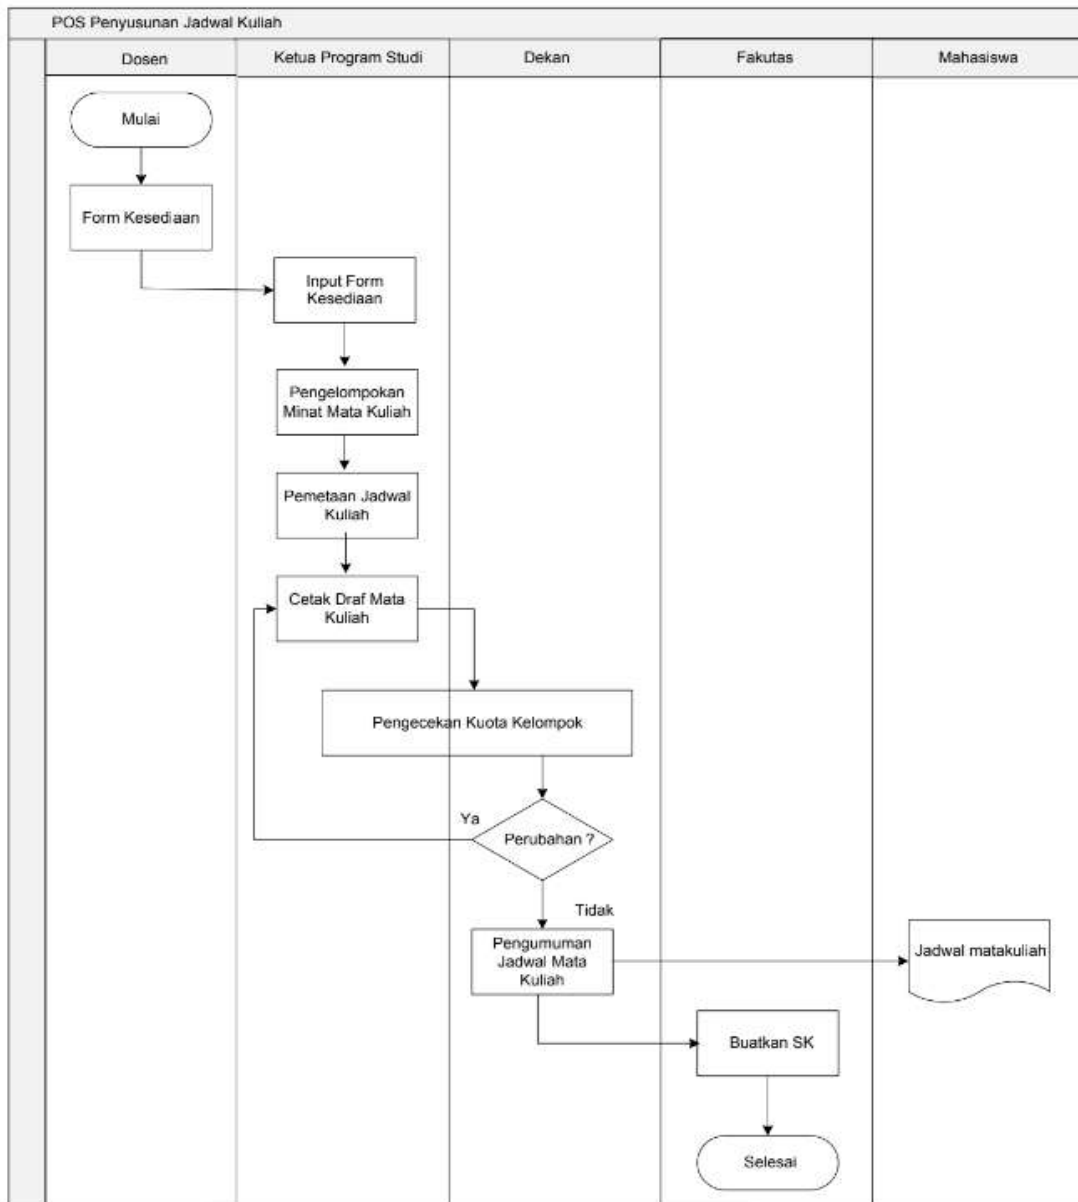 POS Penyusunan Jadwal Kuliah
Dosen
Ketua Program Studi
Dekan
Fakutas
Mahasiswa
Mulai
Form Kesediaan
Input Form
Kesediaan
Pengelompokan
Minat Mata Kuliah
Pemetaan Jadwal
Kuliah
Cetak Draf Mata
Kuliah
Pengecekan Kuota Kelompok
Ya
Perubahan ?
Tidak
Pengumuman
Jadwal Mata
Kuliah
Jadwal matakuliah
Buatkan SK
Selesai